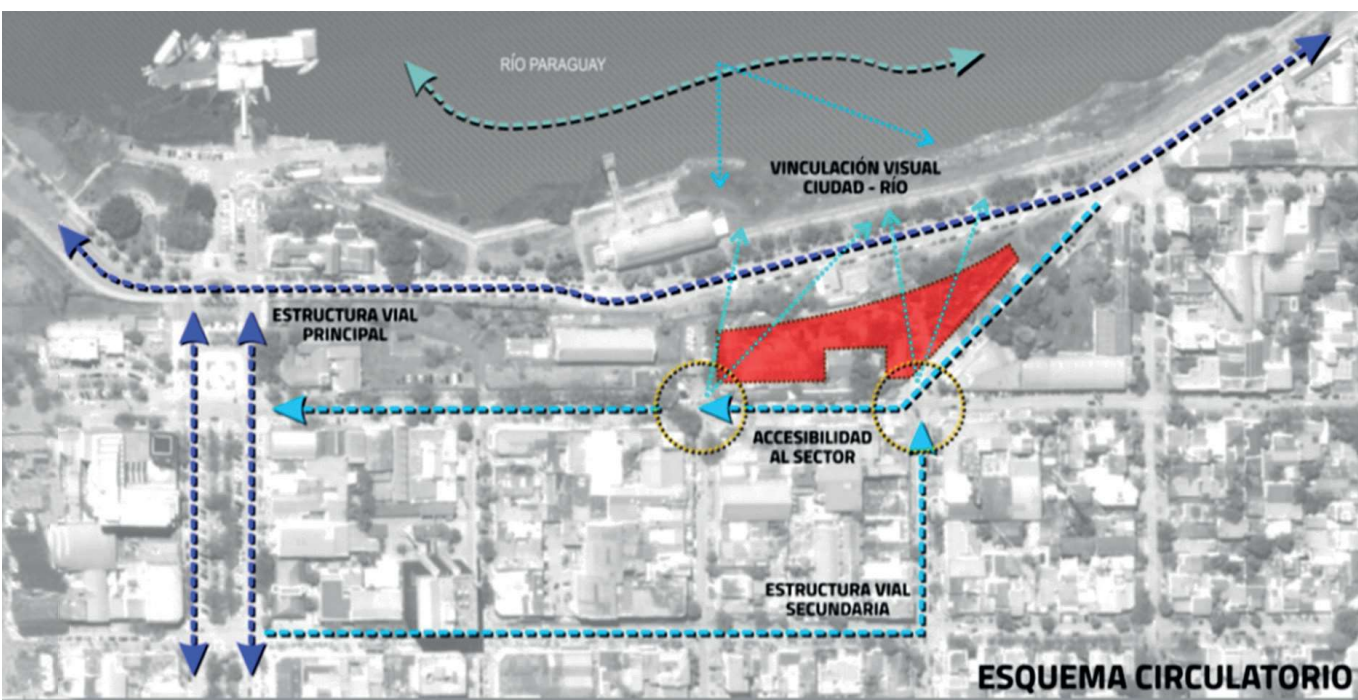 RÍO PARAGUAY
VINCULACIÓN VISUAL
CIUDAD - RÍO
ESTRUCTURA VIAL
PRINCIPAL
ACCESIBILIDAD
AL SECTOR
ESTRUCTURA VIAL
SECUNDARIA
ESQUEMA CIRCULATORIO